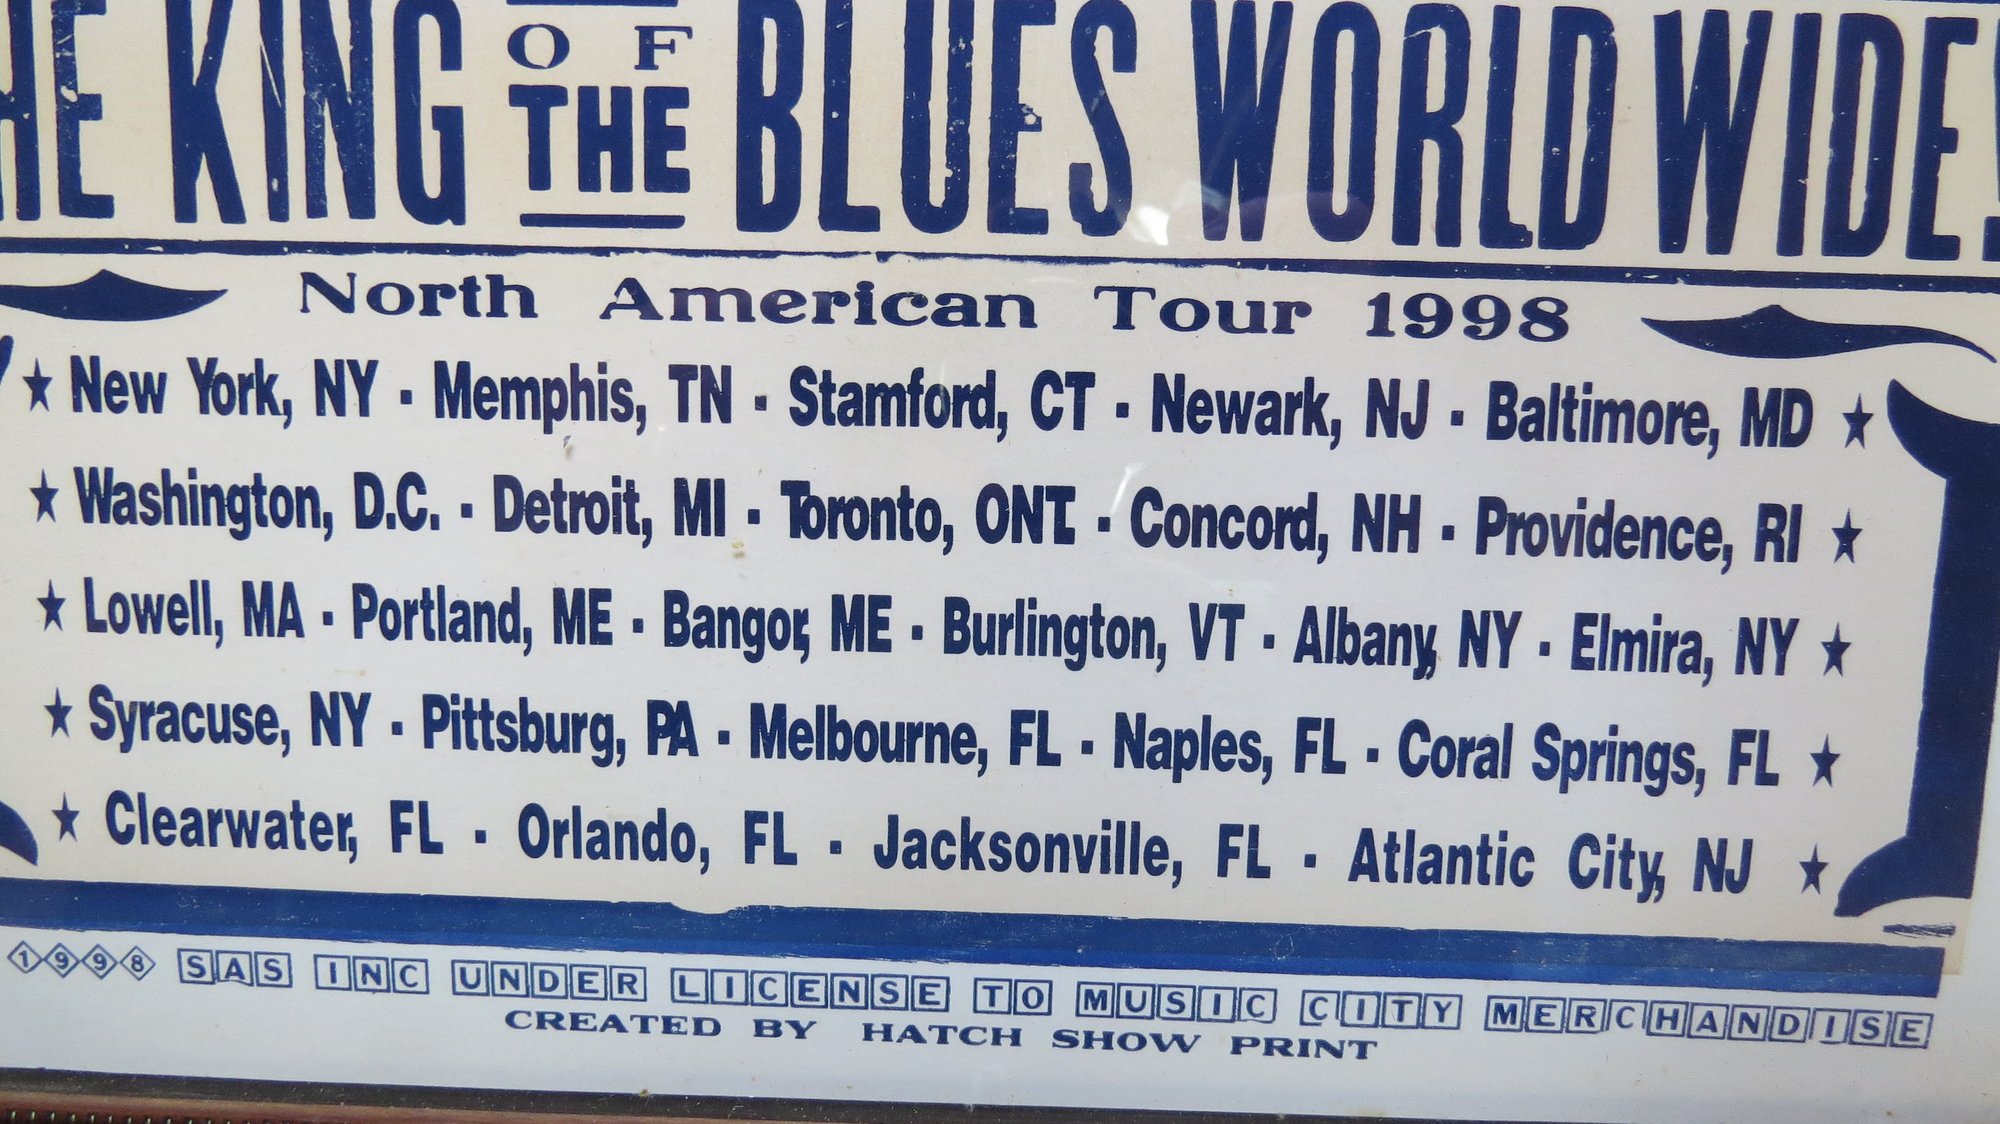 HE KING OF THE BLUES WORLD WIDE!
North American Tour 1998
★ New York, NY - Memphis, TN - Stamford, CT - Newark, NJ - Baltimore, MD ★
★ Washington, D.C. - Detroit, MI - Toronto, ONT. - Concord, NH - Providence, RI ★
★ Lowell, MA - Portland, ME - Bangor, ME - Burlington, VT - Albany, NY - Elmira, NY ★
★ Syracuse, NY - Pittsburg, PA - Melbourne, FL - Naples, FL - Coral Springs, FL ★
★ Clearwater, FL - Orlando, FL - Jacksonville, FL - Atlantic City, NJ ★
1998 SAS INC UNDER LICENSE TO MUSIC CITY MERCHANDISE
CREATED BY HATCH SHOW PRINT